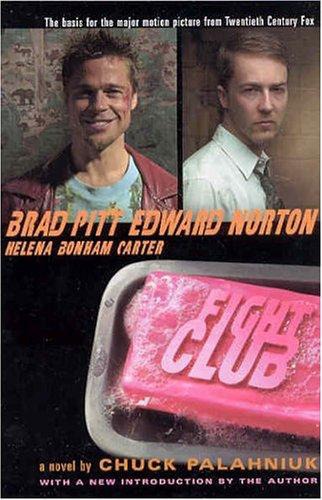 The basis for the major motion picture from Twentieth Century Fox
BRAD PITT EDWARD NORTON
HELENA BONHAM CARTER
FIGHT
CLUB
a novel by CHUCK PALAHNIUK
WITH A NEW INTRODUCTION BY THE AUTHOR